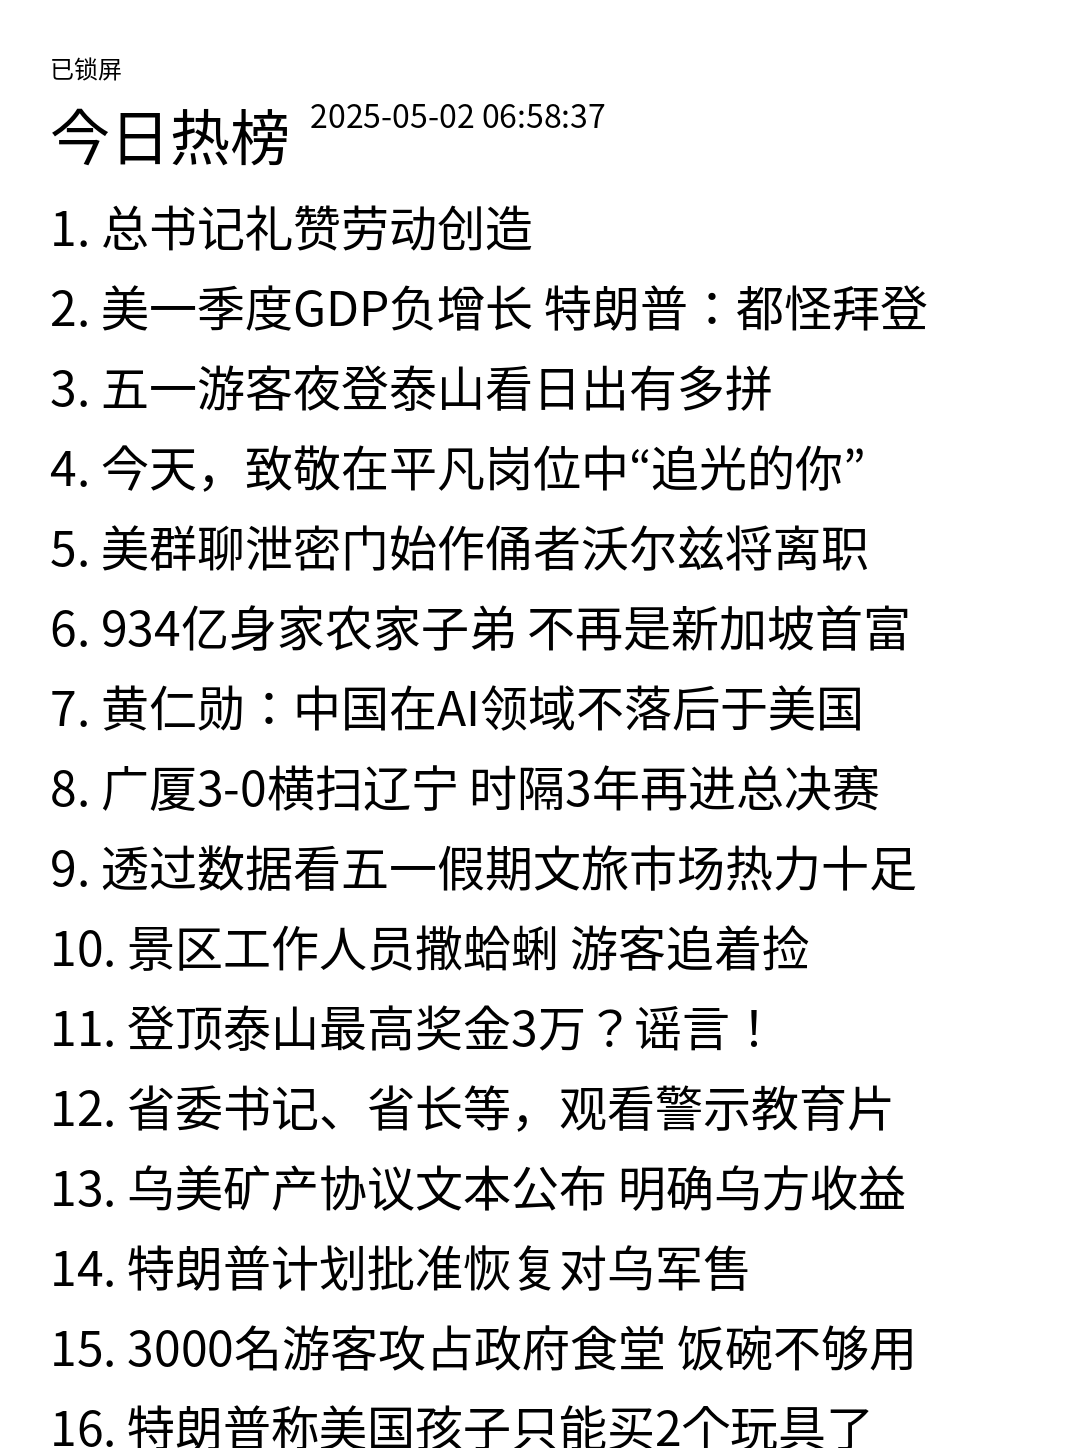 已锁屏
今日热榜 2025-05-02 06:58:37
1. 总书记礼赞劳动创造
2. 美一季度GDP负增长 特朗普：都怪拜登
3. 五一游客夜登泰山看日出有多拼
4. 今天，致敬在平凡岗位中“追光的你”
5. 美群聊泄密门始作俑者沃尔兹将离职
6. 934亿身家农家子弟 不再是新加坡首富
7. 黄仁勋：中国在AI领域不落后于美国
8. 广厦3-0横扫辽宁 时隔3年再进总决赛
9. 透过数据看五一假期文旅市场热力十足
10. 景区工作人员撒蛤蜊 游客追着捡
11. 登顶泰山最高奖金3万？谣言！
12. 省委书记、省长等，观看警示教育片
13. 乌美矿产协议文本公布 明确乌方收益
14. 特朗普计划批准恢复对乌军售
15. 3000名游客攻占政府食堂 饭碗不够用
16. 特朗普称美国孩子只能买2个玩具了